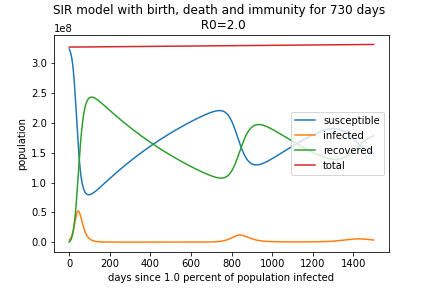 SIR model with birth, death and immunity for 730 days
R0=2.0
1e8
3.0
2.5
2.0
1.5
1.0
0.5
0.0
population
susceptible
infected
recovered
total
0 200 400 600 800 1000 1200 1400
days since 1.0 percent of population infected